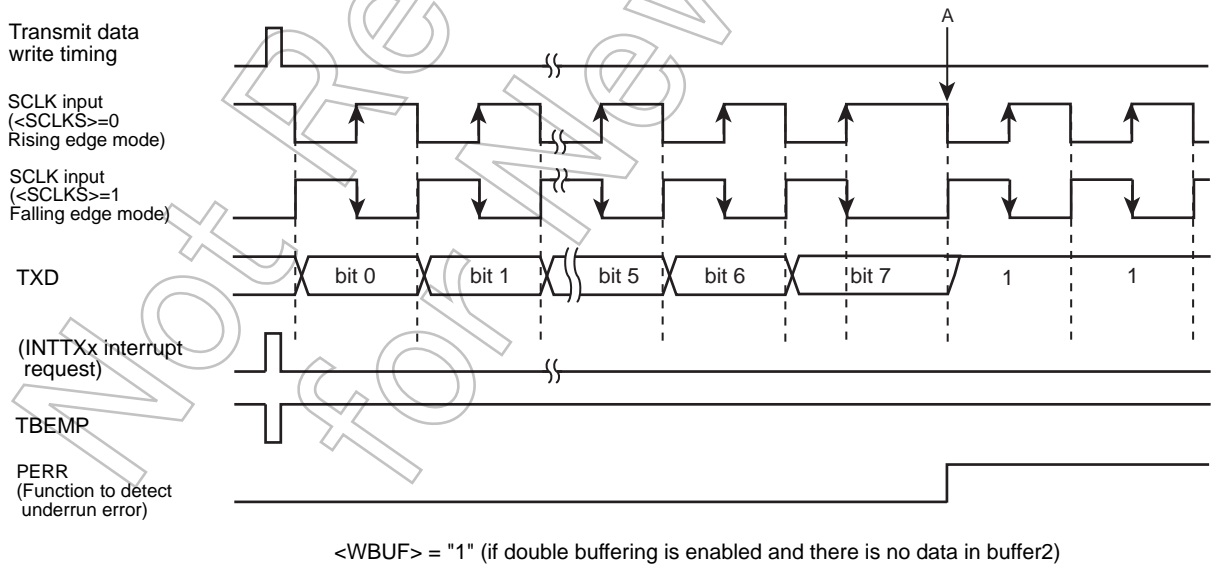 A
Transmit data
write timing
SCLK input
(<SCLKS>=0
Rising edge mode)
SCLK input
(<SCLKS>=1
Falling edge mode)
TXD
bit 0
bit 1
bit 5
bit 6
bit 7
1
1
(INTTXx interrupt
request)
TBEMP
PERR
(Function to detect
underrun error)
<WBUF> = "1" (if double buffering is enabled and there is no data in buffer2)